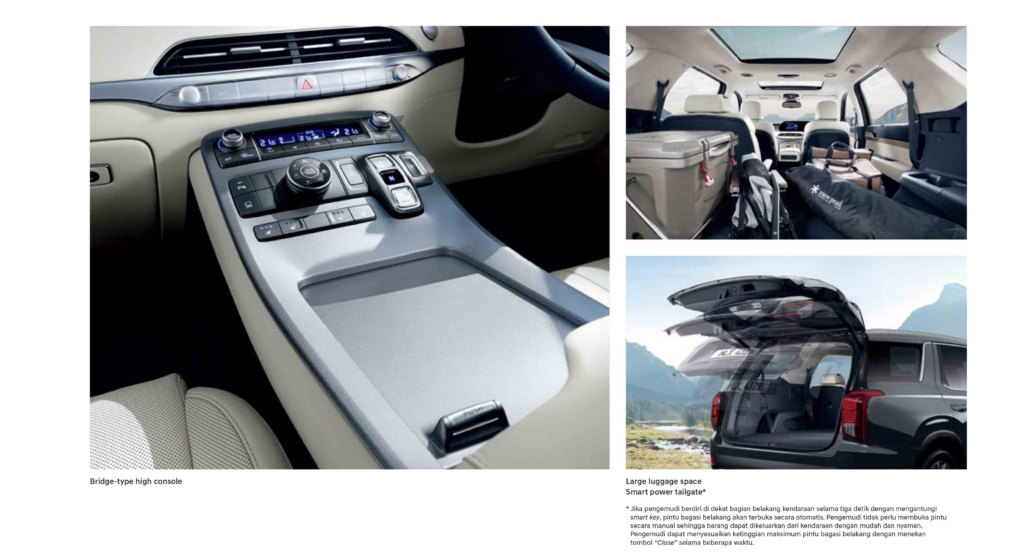 snow peak
PUSH
Bridge-type high console
Large luggage space
Smart power tailgate*
* Jika pengemudi berdiri di dekat bagian belakang kendaraan selama tiga detik dengan mengantungi
smart key, pintu bagasi belakang akan terbuka secara otomatis. Pengemudi tidak perlu membuka pintu
secara manual sehingga barang dapat dikeluarkan dari kendaraan dengan mudah dan nyaman.
Pengemudi dapat menyesuaikan ketinggian maksimum pintu bagasi belakang dengan menekan
tombol "Close" selama beberapa waktu.